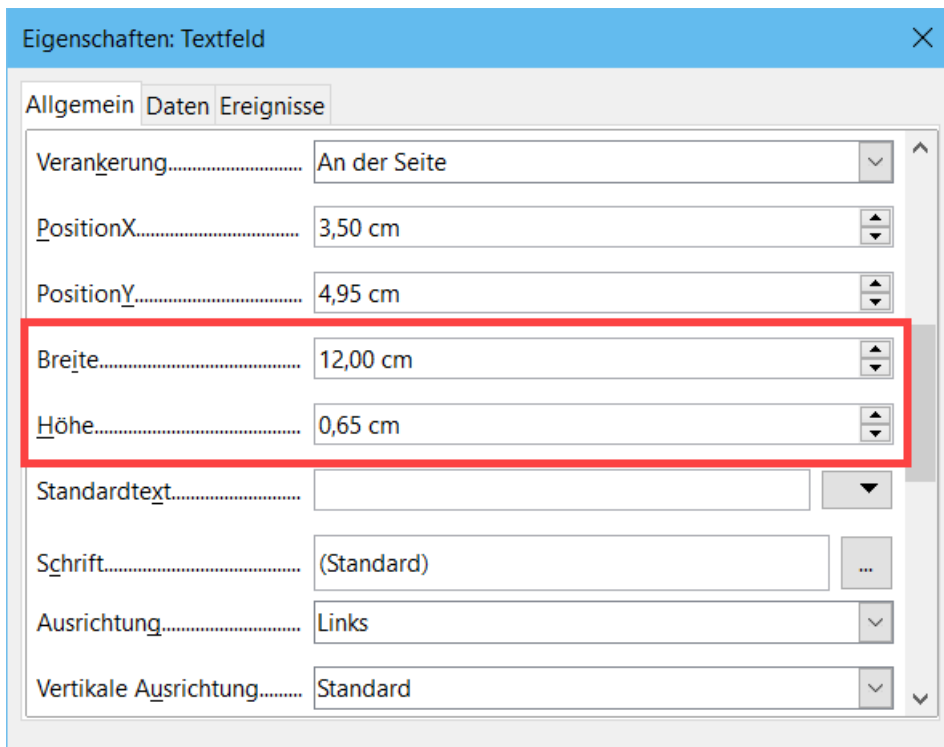 Eigenschaften: Textfeld
Allgemein Daten Ereignisse
Verankerung............................ An der Seite
PositionX.................................. 3,50 cm
PositionY.................................. 4,95 cm
Breite......................................... 12,00 cm
Höhe.......................................... 0,65 cm
Standardtext..........................
Schrift........................................ (Standard) ...
Ausrichtung............................ Links
Vertikale Ausrichtung......... Standard